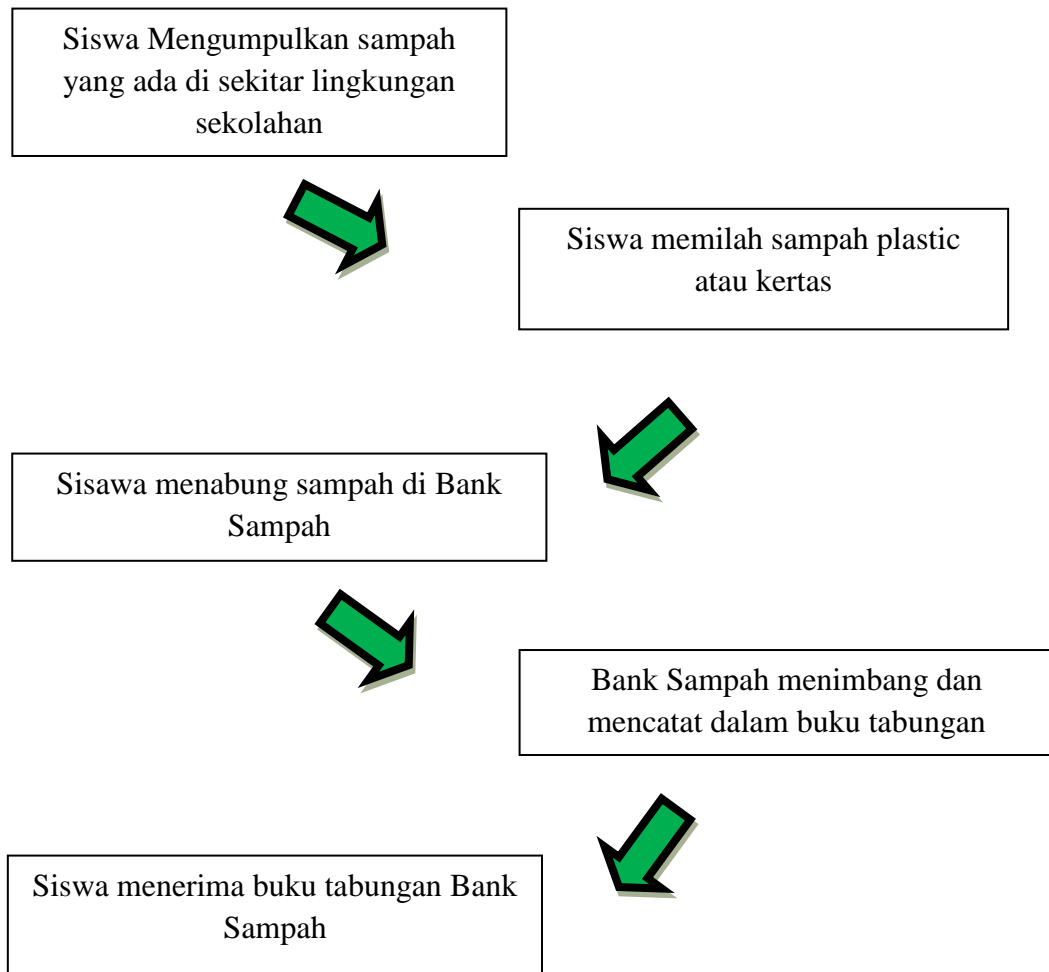 Siswa Mengumpulkan sampah
yang ada di sekitar lingkungan
sekolahan
Siswa memilah sampah plastic
atau kertas
Sisawa menabung sampah di Bank
Sampah
Bank Sampah menimbang dan
mencatat dalam buku tabungan
Siswa menerima buku tabungan Bank
Sampah